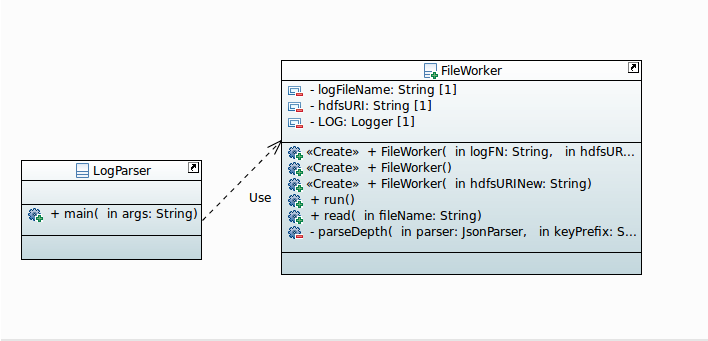 FileWorker
- logFileName: String [1]
- hdfsURI: String [1]
- LOG: Logger [1]
«Create» + FileWorker( in logFN: String, in hdfsUR...
«Create» + FileWorker()
«Create» + FileWorker( in hdfsURINew: String)
+ run()
+ read( in fileName: String)
- parseDepth( in parser: JsonParser, in keyPrefix: S...
LogParser
+ main( in args: String)
Use